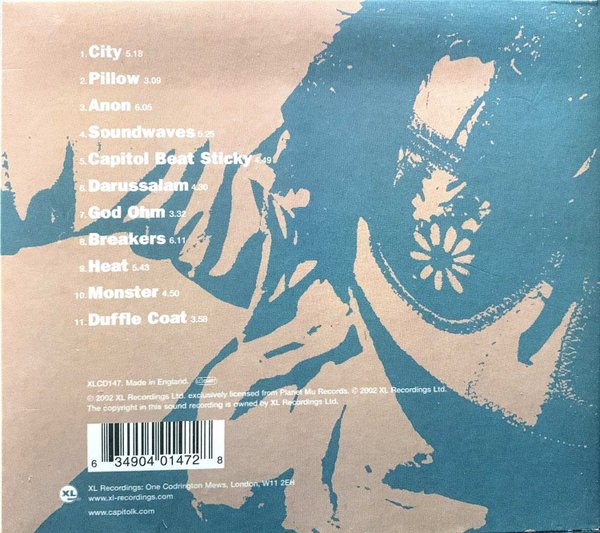 1. City 5.18
2. Pillow 3.09
3. Anon 6.05
4. Soundwaves 5.25
5. Capitol Beat Sticky 4.49
6. Darussalam 4.30
7. God Ohm 3.32
8. Breakers 6.11
9. Heat 5.43
10. Monster 4.50
11. Duffle Coat 3.58
XLCD147. Made in England.
℗ 2002 XL Recordings Ltd. exclusively licensed from Planet Mu Records. © 2002 XL Recordings Ltd.
The copyright in this sound recording is owned by XL Recordings Ltd.
6 34904 01472 8
XL
XL Recordings: One Codrington Mews, London, W11 2EH
www.xl-recordings.com
www.capitolk.com